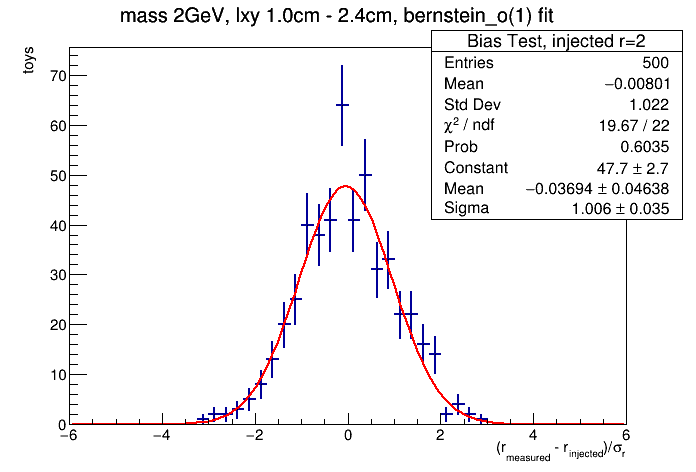 mass 2GeV, lxy 1.0cm - 2.4cm, bernstein_o(1) fit
Bias Test, injected r=2
Entries 500
Mean −0.00801
Std Dev 1.022
χ² / ndf 19.67 / 22
Prob 0.6035
Constant 47.7 ± 2.7
Mean −0.03694 ± 0.04638
Sigma 1.006 ± 0.035
toys
70
60
50
40
30
20
10
0
−6 −4 −2 0 2 4 6
(r_measured - r_injected)/σ_r